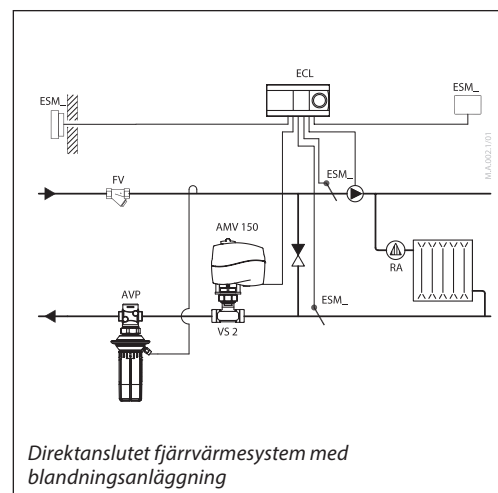 ECL
ESM_
ESM_
M.A.002.1/01
FV
ESM_
AMV 150
RA
AVP
ESM_
VS 2
Direktanslutet fjärrvärmesystem med
blandningsanläggning